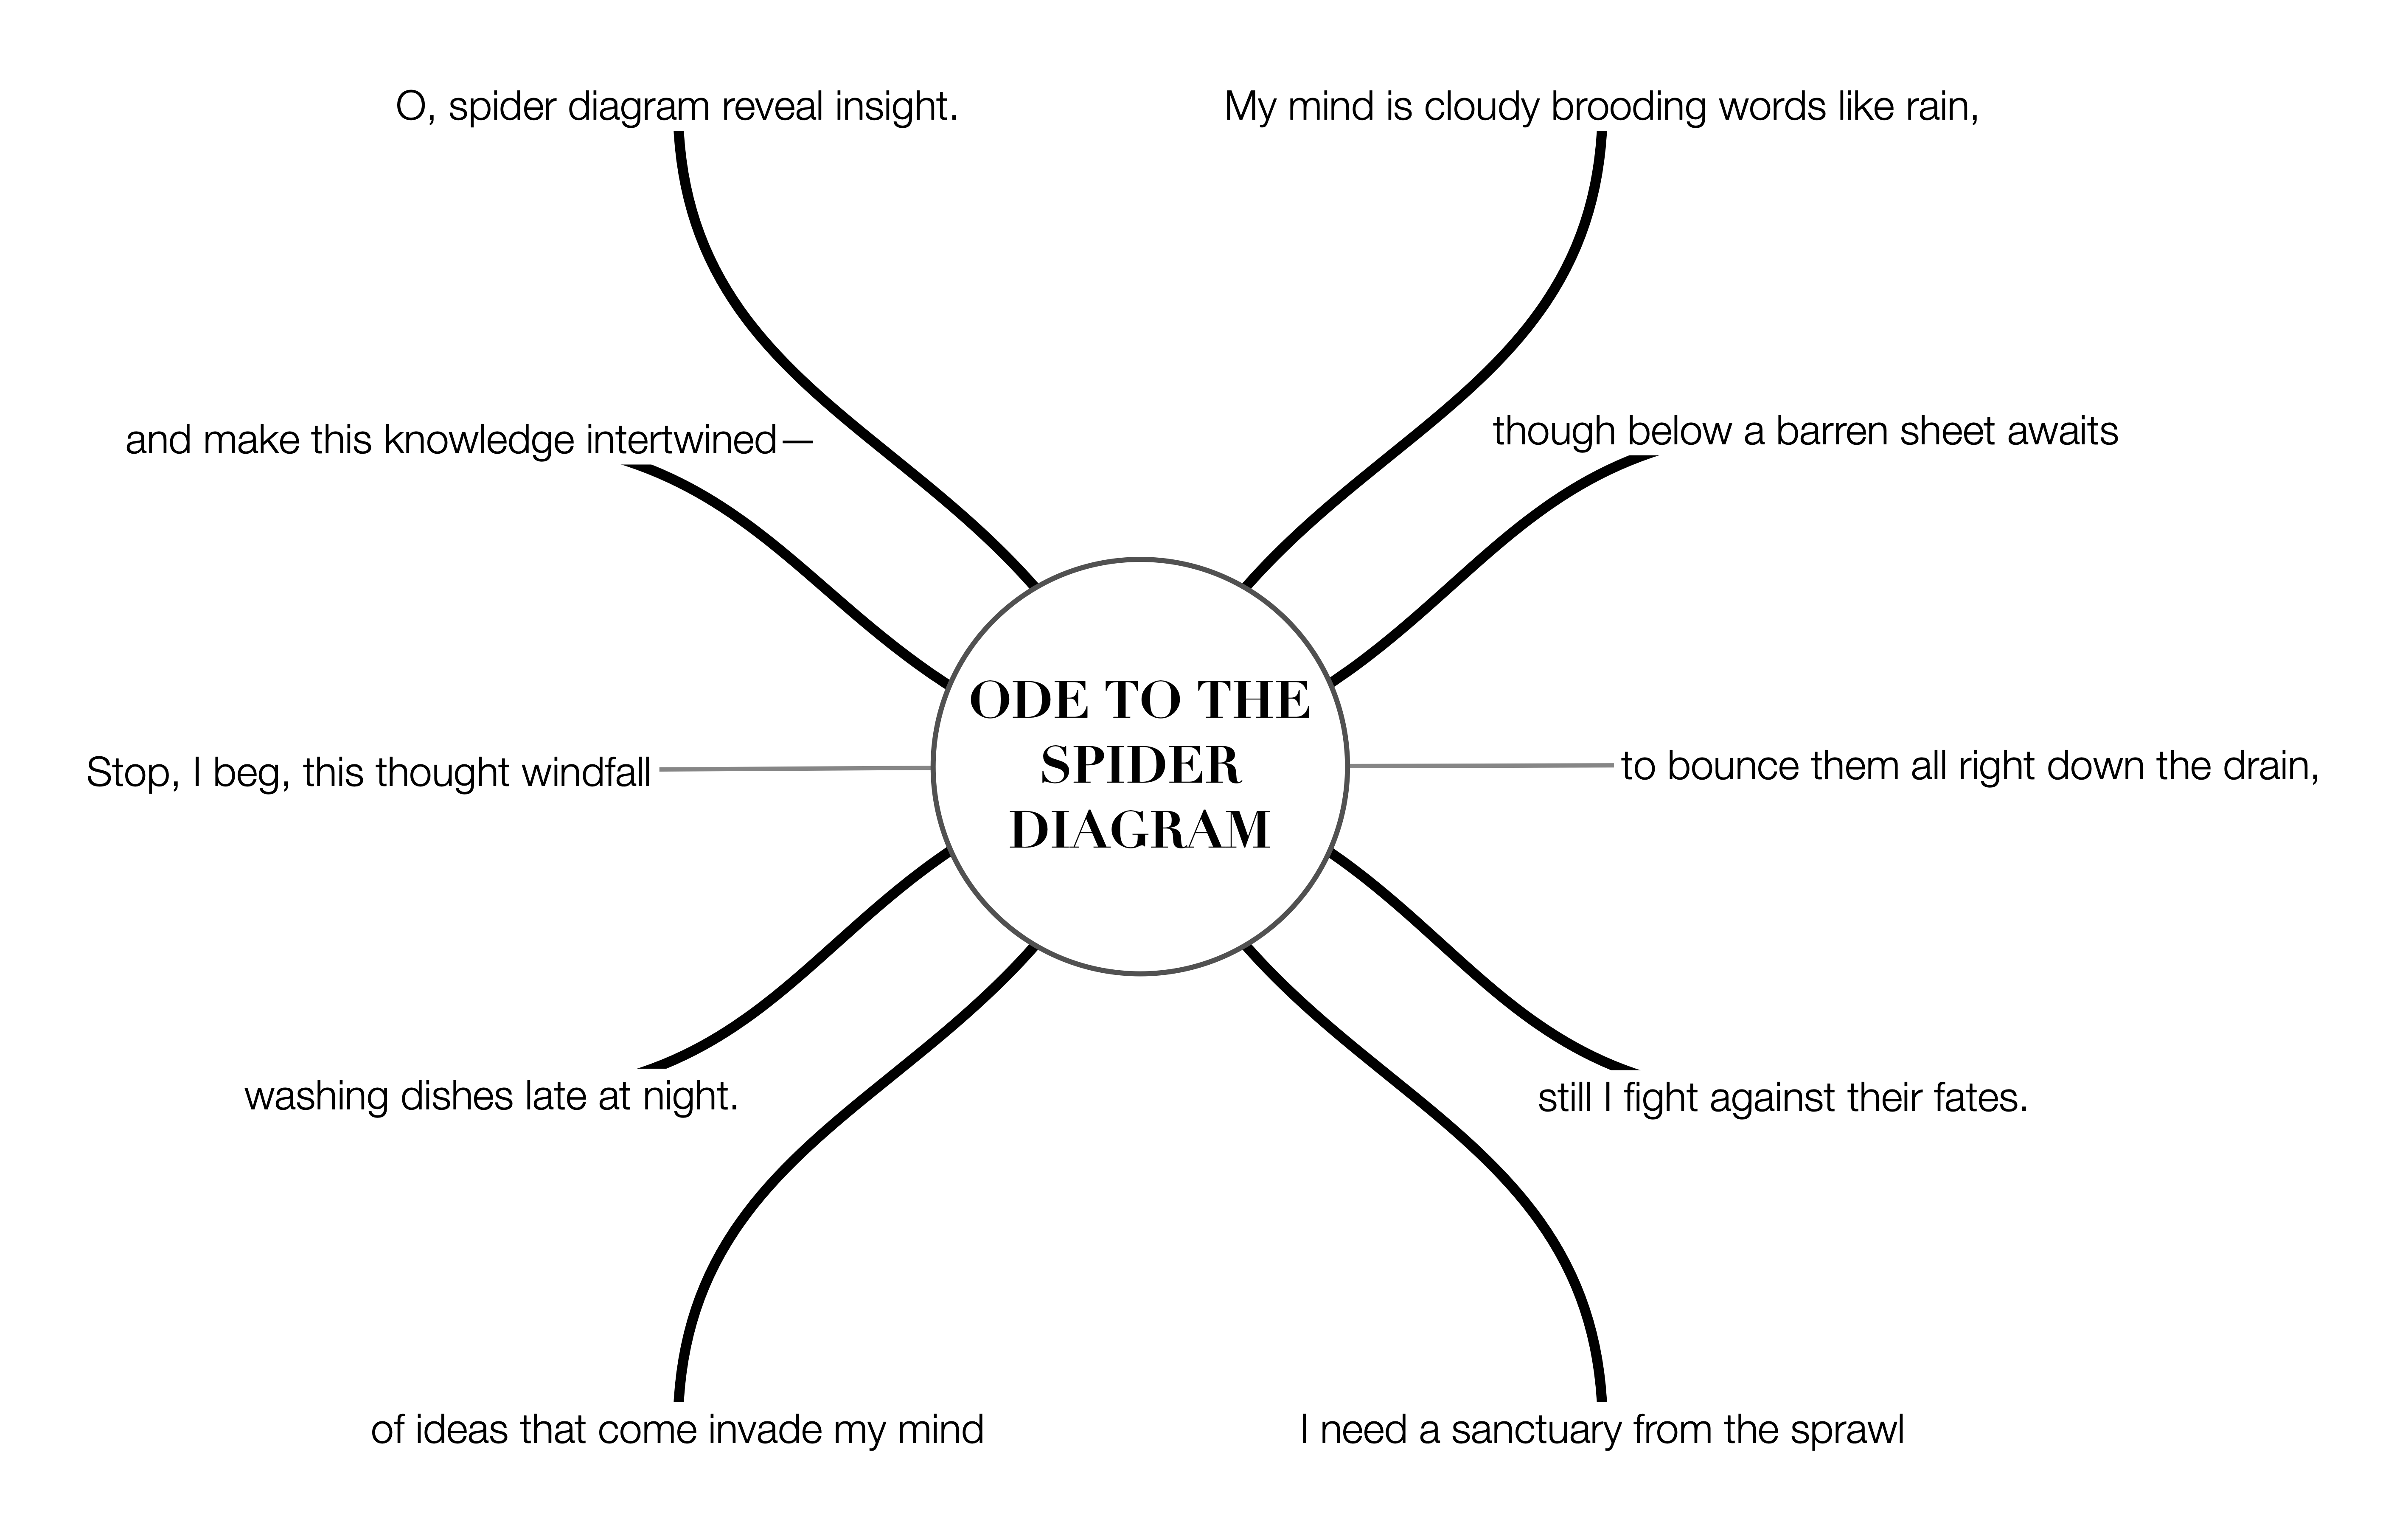 ODE TO THE
SPIDER
DIAGRAM
My mind is cloudy brooding words like rain,
though below a barren sheet awaits
to bounce them all right down the drain,
still I fight against their fates.
I need a sanctuary from the sprawl
of ideas that come invade my mind
washing dishes late at night.
Stop, I beg, this thought windfall
and make this knowledge intertwined—
O, spider diagram reveal insight.